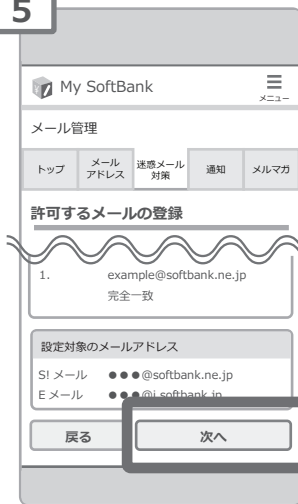 5
My SoftBank
メニュー
メール管理
トップ
メール
アドレス
迷惑メール
対策
通知
メルマガ
許可するメールの登録
1. example@softbank.ne.jp
完全一致
設定対象のメールアドレス
S! メール ●●●@softbank.ne.jp
E メール ●●●@i.softbank.jp
戻る
次へ